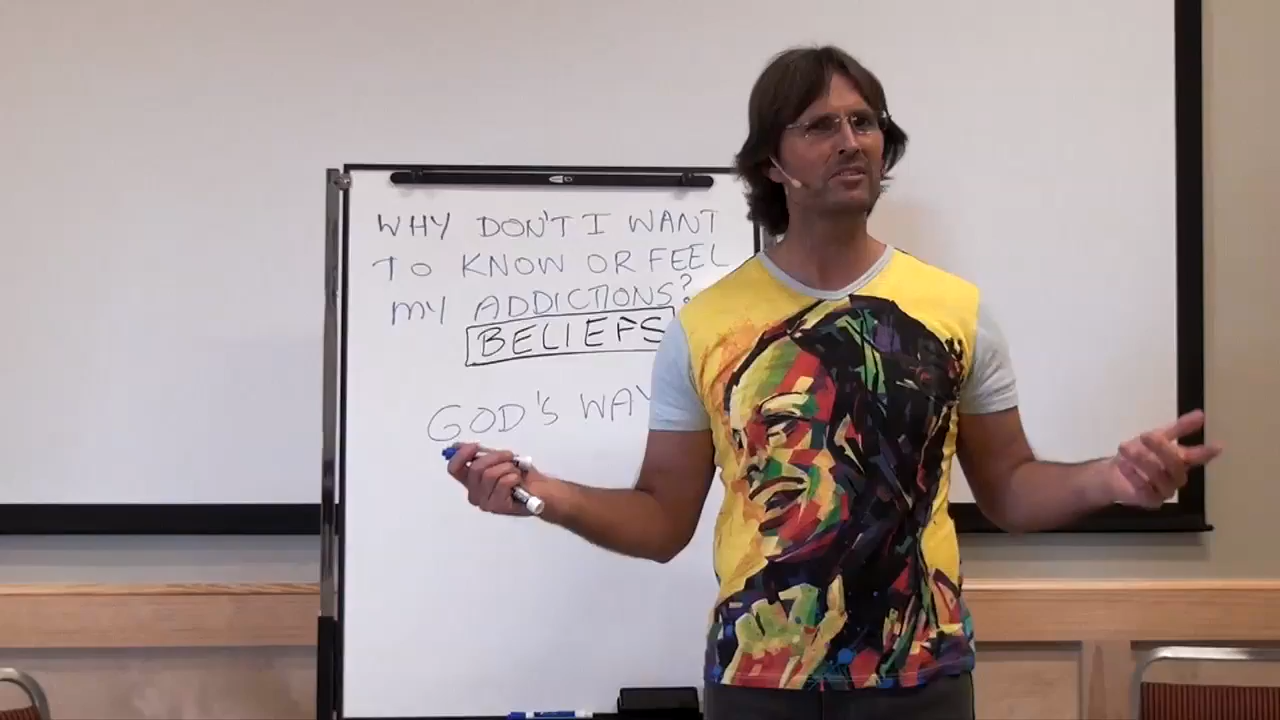 WHY DON'T I WANT
TO KNOW OR FEEL
MY ADDICTIONS?
BELIEFS
GOD'S WAY